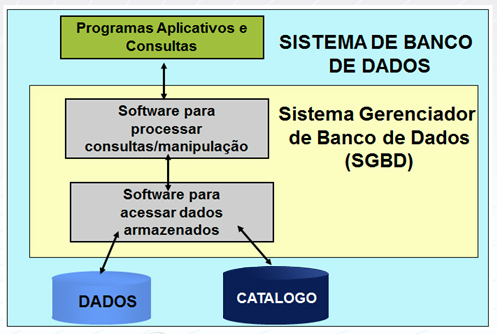 Programas Aplicativos e
Consultas
SISTEMA DE BANCO
DE DADOS
Sistema Gerenciador
de Banco de Dados
(SGBD)
Software para
processar
consultas/manipulação
Software para
acessar dados
armazenados
DADOS
CATALOGO